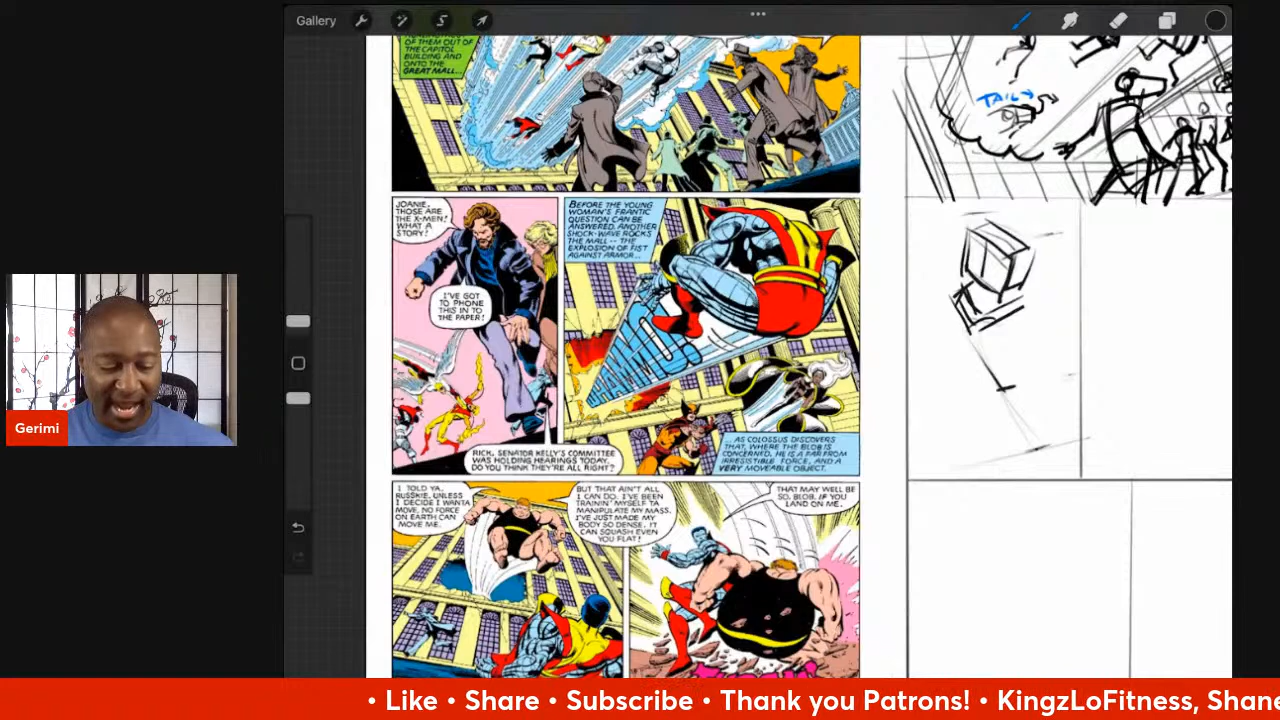 Gallery
OF THEM OUT OF
THE CAPITOL
BUILDING AND
ONTO THE
GREAT MALL...
TAIL
JOANIE,
THOSE ARE
THE X-MEN!
WHAT A
STORY!
I'VE GOT
TO PHONE
THIS IN TO
THE PAPER!
RICK, SENATOR KELLY'S COMMITTEE
WAS HOLDING HEARINGS TODAY.
DO YOU THINK THEY'RE ALL RIGHT?
BEFORE THE YOUNG
WOMAN'S FRANTIC
QUESTION CAN BE
ANSWERED, ANOTHER
SHOCK-WAVE ROCKS
THE MALL -- THE
EXPLOSION OF FIST
AGAINST ARMOR...
... AS COLOSSUS DISCOVERS
THAT, WHERE THE BLOB IS
CONCERNED, HE IS A FAR FROM
IRRESISTIBLE FORCE, AND A
VERY MOVEABLE OBJECT.
I TOLD YA,
RUSSKIE, UNLESS
I DECIDE I WANTA
MOVE, NO FORCE
ON EARTH CAN
MOVE ME.
BUT THAT AIN'T ALL
I CAN DO. I'VE BEEN
TRAININ' MYSELF TA
MANIPULATE MY MASS.
I'VE JUST MADE MY
BODY SO DENSE, IT
CAN SQUASH EVEN
YOU FLAT!
THAT MAY WELL BE
SO, BLOB. IF YOU
LAND ON ME.
Gerimi
• Like • Share • Subscribe • Thank you Patrons! • KingzLoFitness, Shane